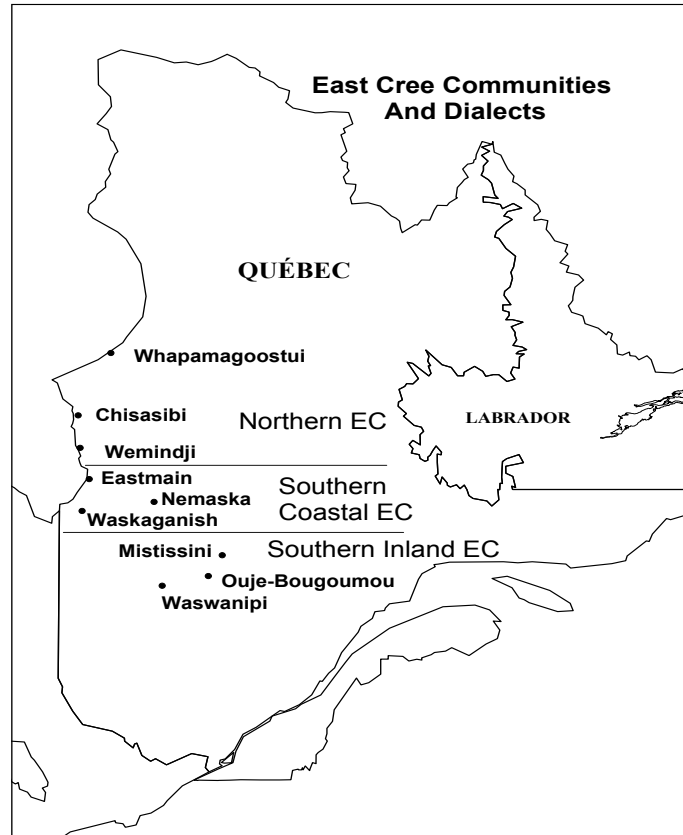 East Cree Communities
And Dialects
QUÉBEC
Whapamagoostui
Chisasibi
Northern EC
LABRADOR
Wemindji
Eastmain
Southern
Nemaska
Coastal EC
Waskaganish
Mistissini
Southern Inland EC
Ouje-Bougoumou
Waswanipi